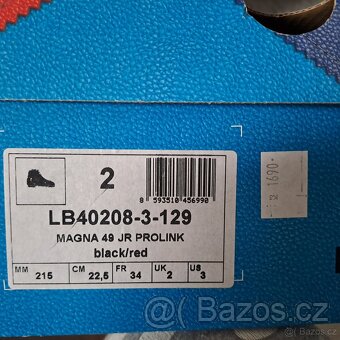 2
8 593510 456990
LB40208-3-129
MAGNA 49 JR PROLINK
black/red
MM 215 CM 22,5 FR 34 UK 2 US 3
1690,-
Bazos.cz